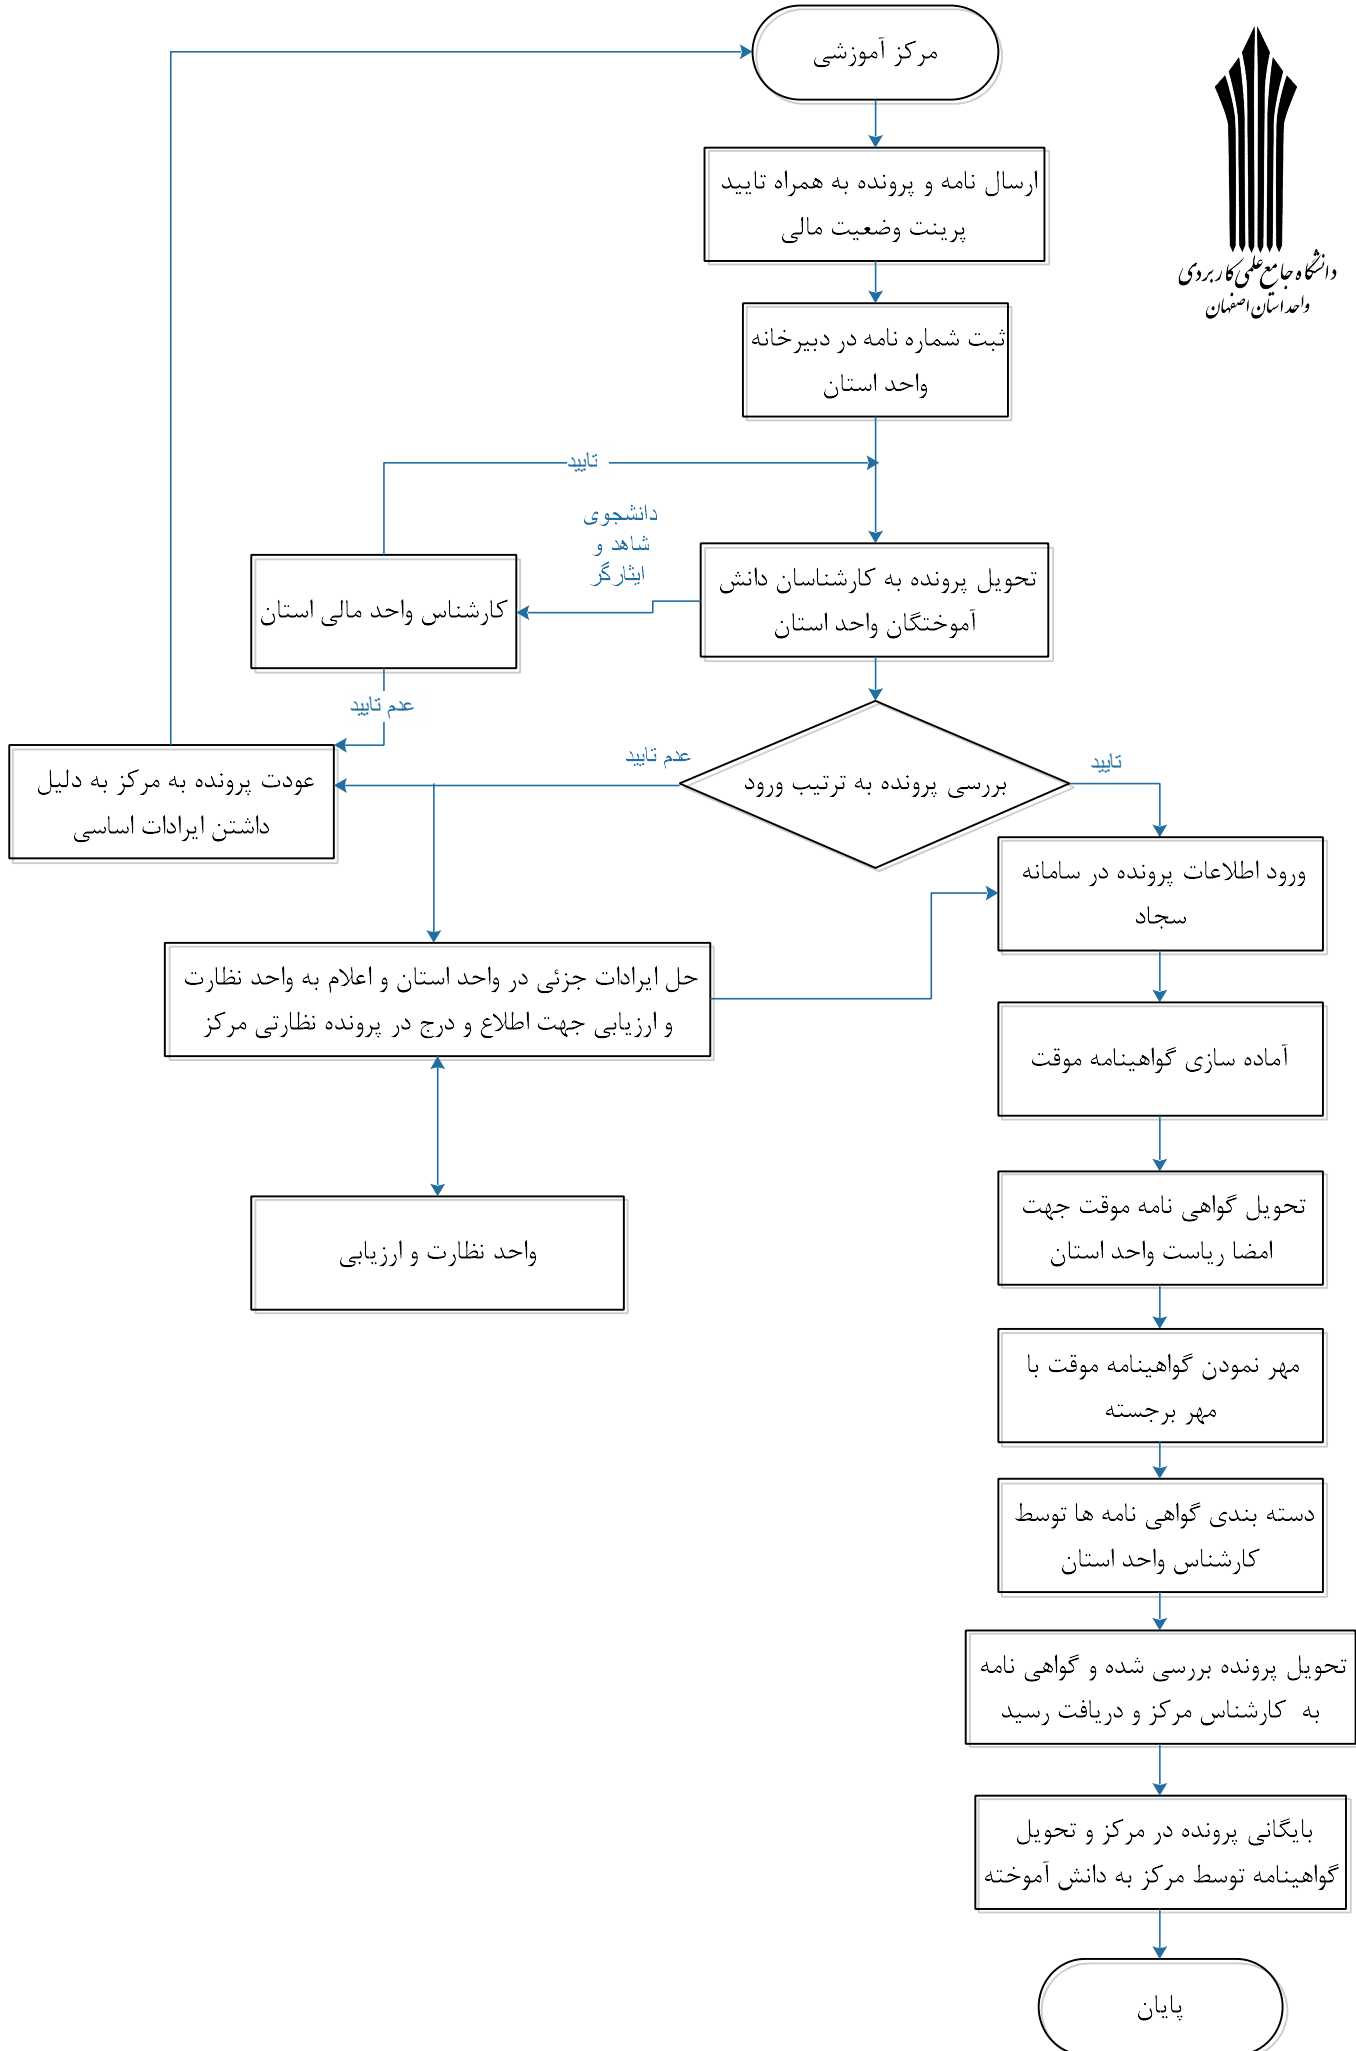 مرکز آموزشی
دانشگاه جامع علمی کاربردی
واحد استان اصفهان
ارسال نامه و پرونده به همراه تایید
پرینت وضعیت مالی
ثبت شماره نامه در دبیرخانه
واحد استان
تایید
دانشجوی
شاهد و
ایثارگر
تحویل پرونده به کارشناسان دانش
آموختگان واحد استان
کارشناس واحد مالی استان
عدم تایید
عدم تایید
تایید
بررسی پرونده به ترتیب ورود
عودت پرونده به مرکز به دلیل
داشتن ایرادات اساسی
ورود اطلاعات پرونده در سامانه
سجاد
حل ایرادات جزئی در واحد استان و اعلام به واحد نظارت
و ارزیابی جهت اطلاع و درج در پرونده نظارتی مرکز
آماده سازی گواهینامه موقت
واحد نظارت و ارزیابی
تحویل گواهی نامه موقت جهت
امضا ریاست واحد استان
مهر نمودن گواهینامه موقت با
مهر برجسته
دسته بندی گواهی نامه ها توسط
کارشناس واحد استان
تحویل پرونده بررسی شده و گواهی نامه
به کارشناس مرکز و دریافت رسید
بایگانی پرونده در مرکز و تحویل
گواهینامه توسط مرکز به دانش آموخته
پایان